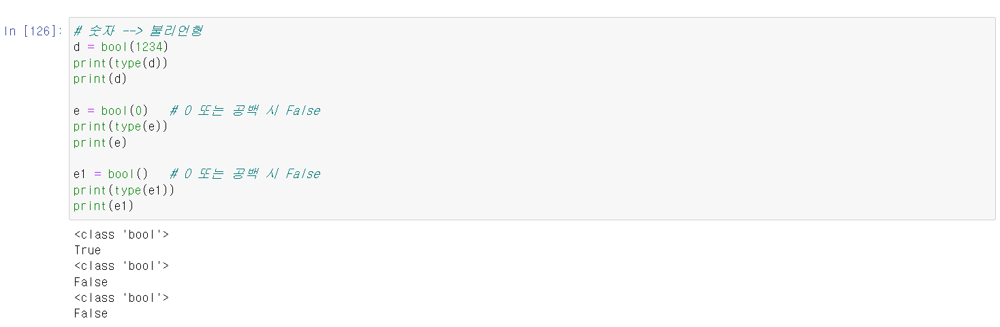 In [126]:
# 숫자 --> 불리언형
d = bool(1234)
print(type(d))
print(d)
e = bool(0)   # 0 또는 공백 시 False
print(type(e))
print(e)
e1 = bool()   # 0 또는 공백 시 False
print(type(e1))
print(e1)
<class 'bool'>
True
<class 'bool'>
False
<class 'bool'>
False